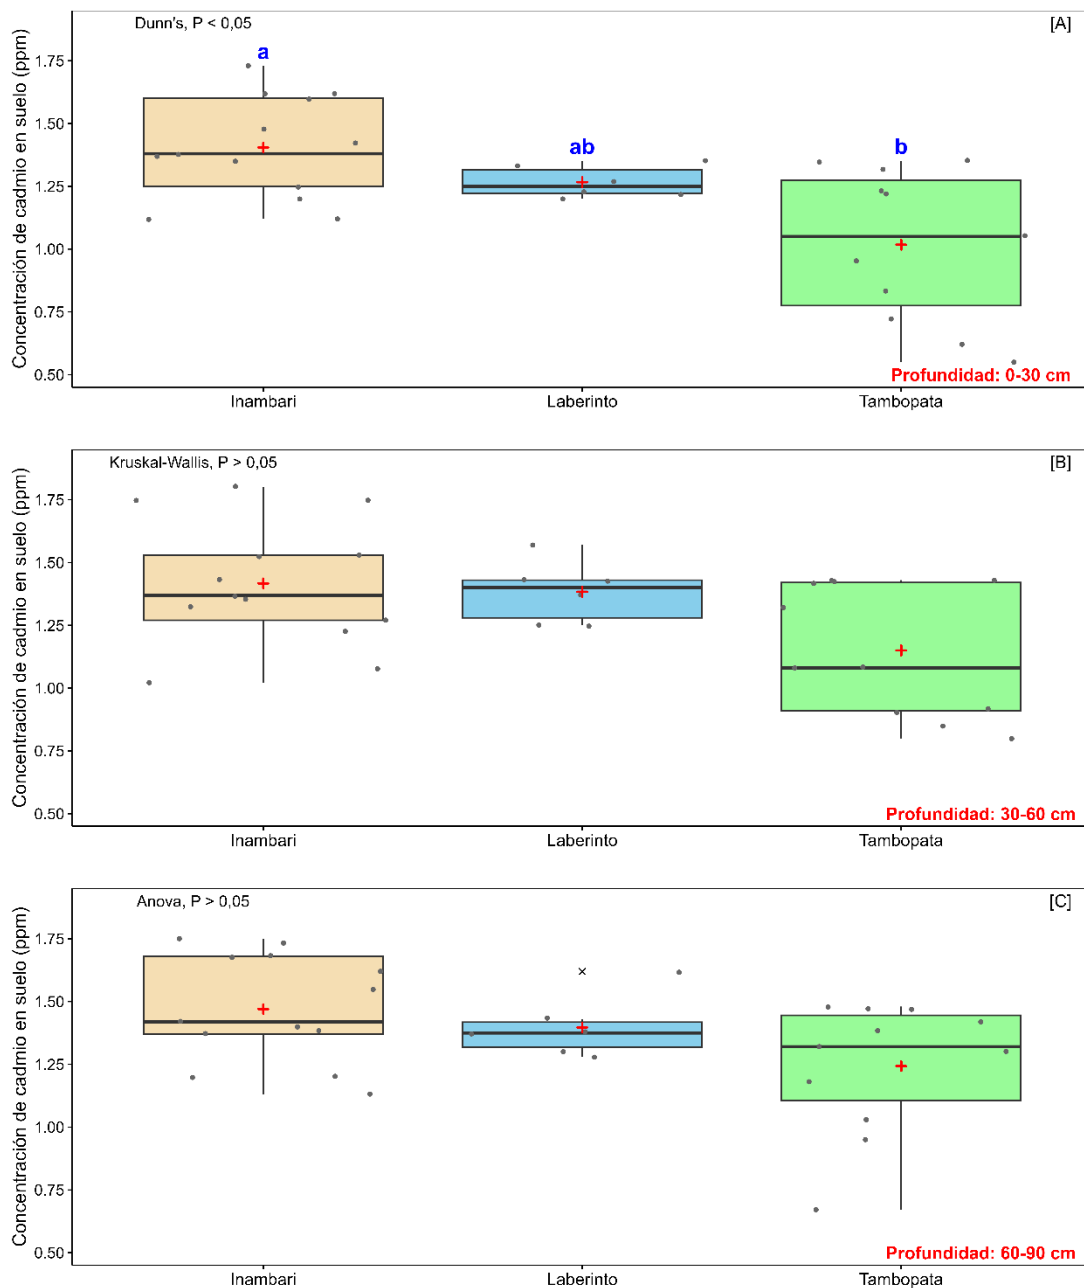 Dunn's, P < 0,05
[A]
a
ab
b
Concentración de cadmio en suelo (ppm)
1.75
1.50
1.25
1.00
0.75
0.50
Profundidad: 0-30 cm
Inambari
Laberinto
Tambopata
Kruskal-Wallis, P > 0,05
[B]
Concentración de cadmio en suelo (ppm)
1.75
1.50
1.25
1.00
0.75
0.50
Profundidad: 30-60 cm
Inambari
Laberinto
Tambopata
Anova, P > 0,05
[C]
Concentración de cadmio en suelo (ppm)
1.75
1.50
1.25
1.00
0.75
0.50
Profundidad: 60-90 cm
Inambari
Laberinto
Tambopata